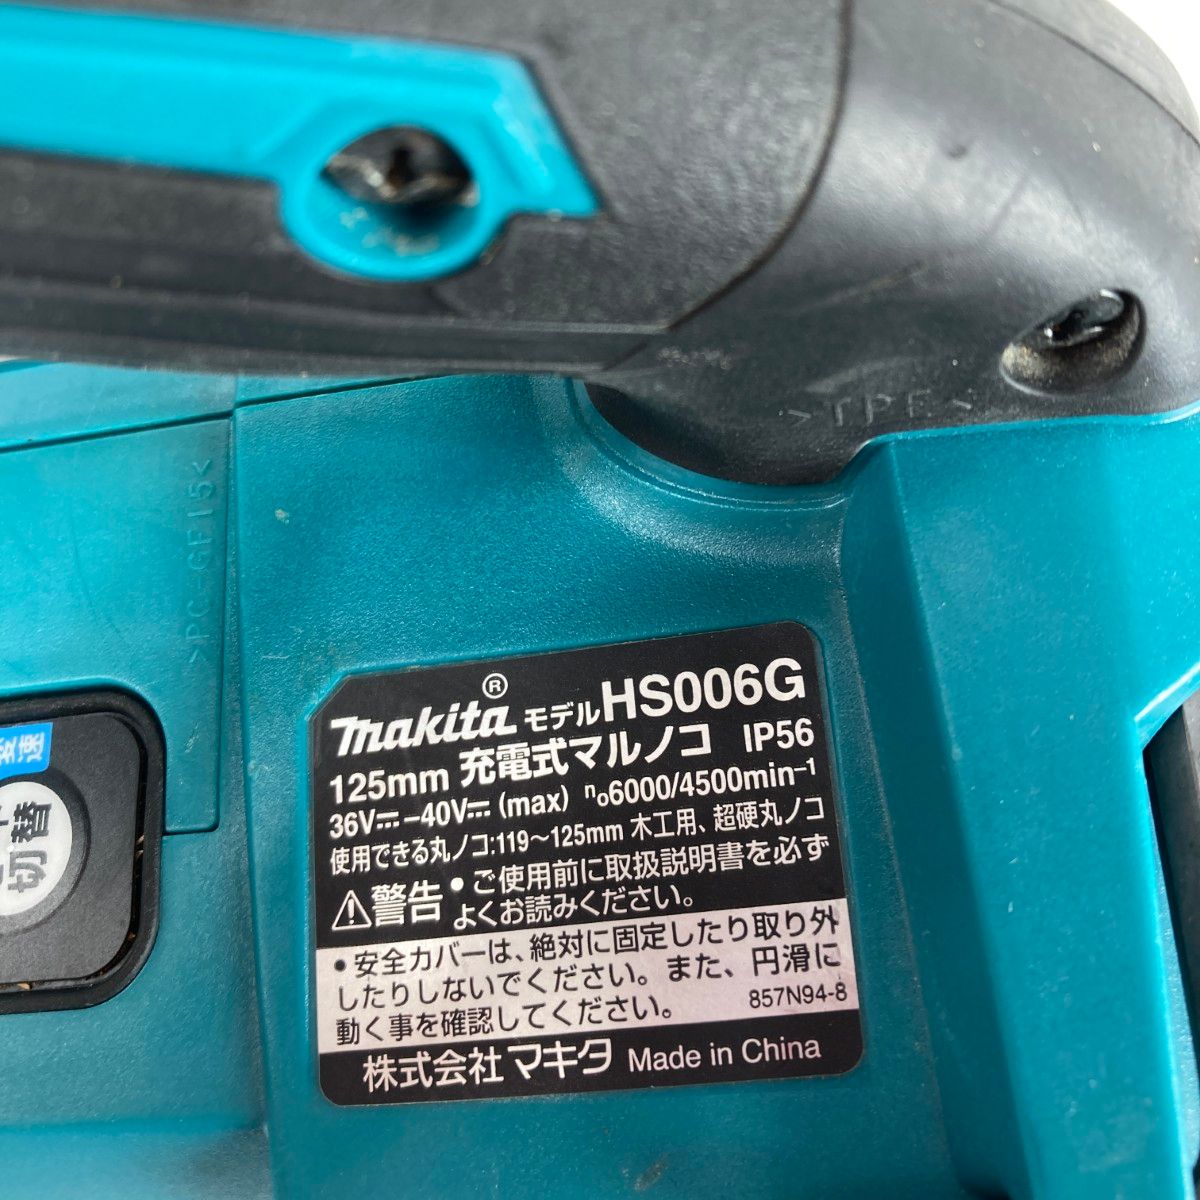 >TPE<
>PC-GF15<
変速
切替
makita® モデル HS006G
125mm 充電式マルノコ IP56
36V⎓-40V⎓ (max) n₀6000/4500min⁻¹
使用できる丸ノコ:119～125mm 木工用、超硬丸ノコ
⚠警告 •ご使用前に取扱説明書を必ず
よくお読みください。
•安全カバーは、絶対に固定したり取り外
したりしないでください。また、円滑に
動く事を確認してください。 857N94-8
株式会社マキタ Made in China